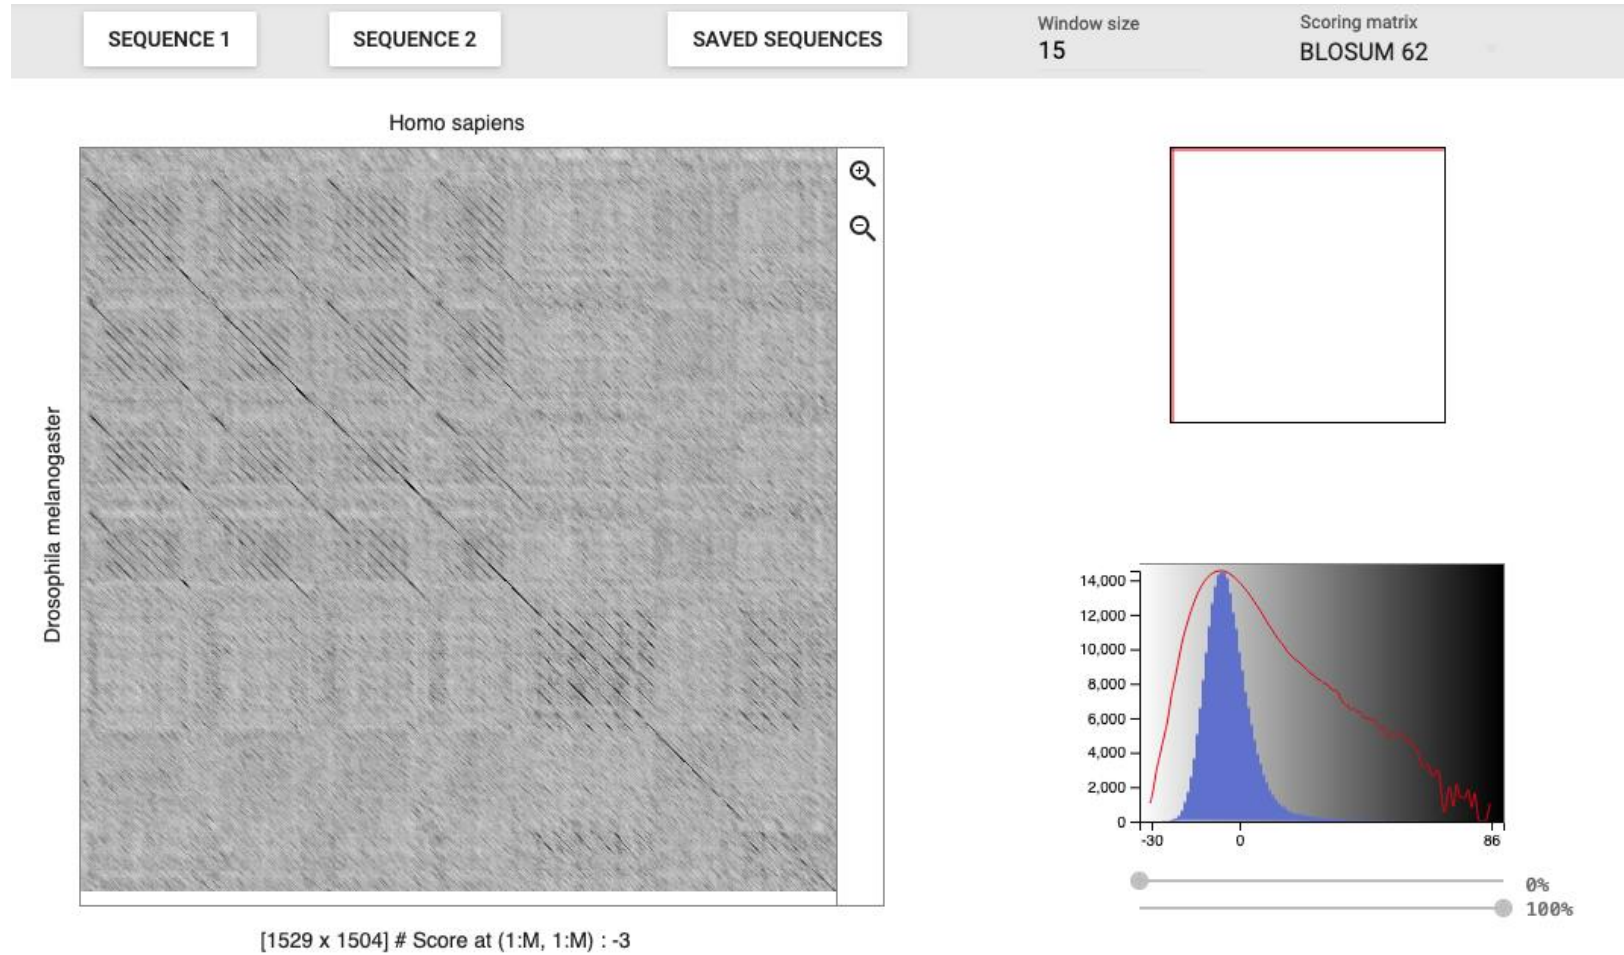 SEQUENCE 1
SEQUENCE 2
SAVED SEQUENCES
Window size
15
Scoring matrix
BLOSUM 62
Homo sapiens
Drosophila melanogaster
14,000
12,000
10,000
8,000
6,000
4,000
2,000
0
-30 0 86
0%
100%
[1529 x 1504] # Score at (1:M, 1:M) : -3